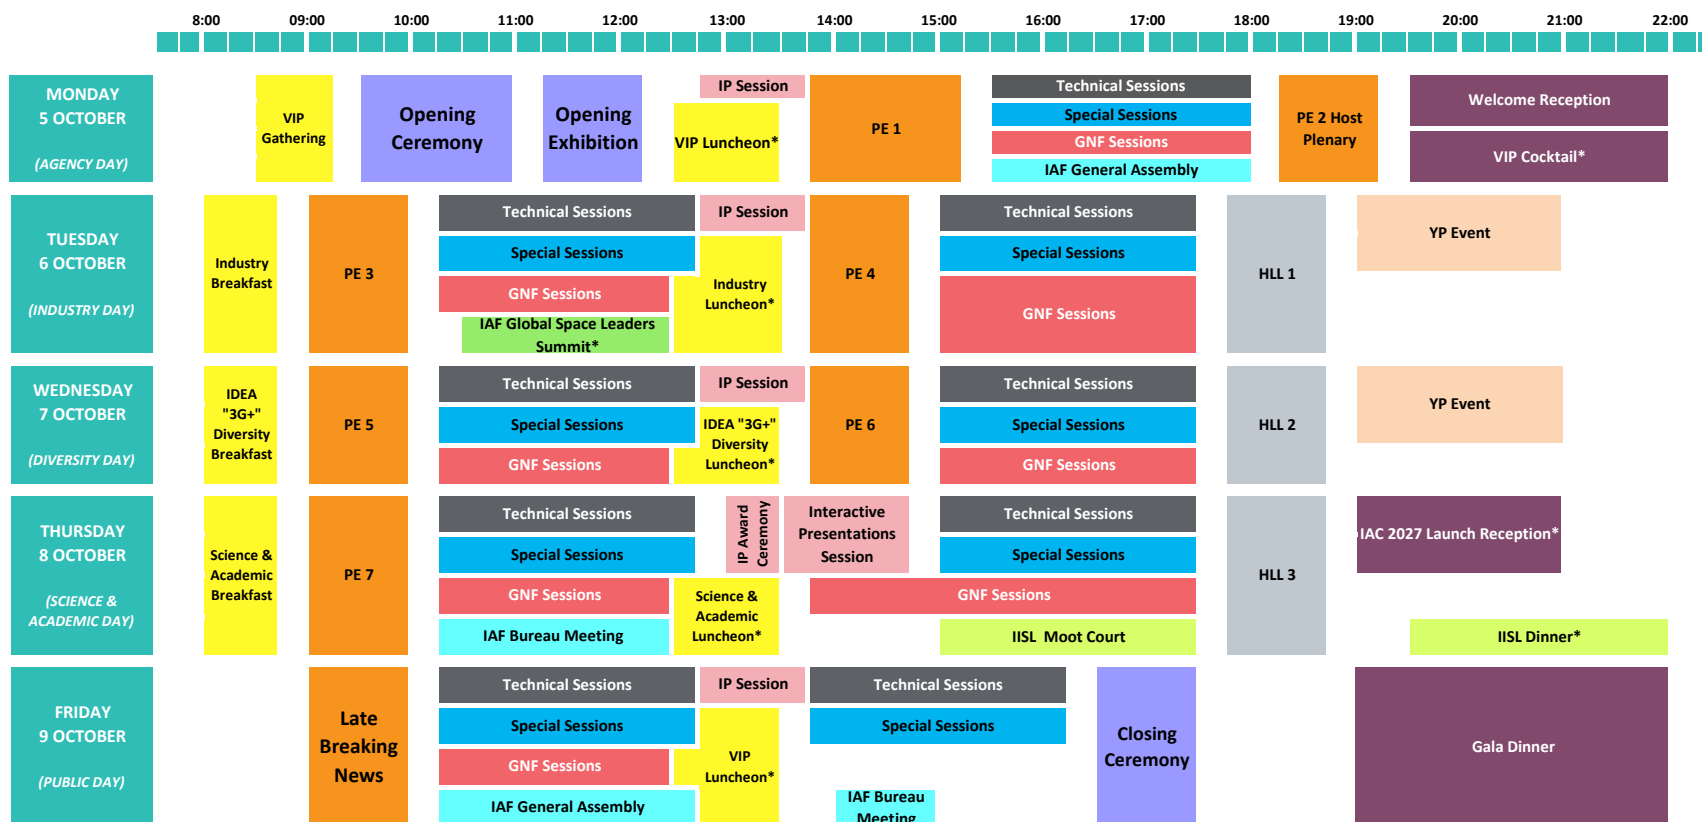 8:00 09:00 10:00 11:00 12:00 13:00 14:00 15:00 16:00 17:00 18:00 19:00 20:00 21:00 22:00
MONDAY
5 OCTOBER
(AGENCY DAY)
VIP
Gathering
Opening
Ceremony
Opening
Exhibition
IP Session
VIP Luncheon*
PE 1
Technical Sessions
Special Sessions
GNF Sessions
IAF General Assembly
PE 2 Host
Plenary
Welcome Reception
VIP Cocktail*
TUESDAY
6 OCTOBER
(INDUSTRY DAY)
Industry
Breakfast
PE 3
Technical Sessions
Special Sessions
GNF Sessions
IAF Global Space Leaders
Summit*
IP Session
Industry
Luncheon*
PE 4
Technical Sessions
Special Sessions
GNF Sessions
HLL 1
YP Event
WEDNESDAY
7 OCTOBER
(DIVERSITY DAY)
IDEA
"3G+"
Diversity
Breakfast
PE 5
Technical Sessions
Special Sessions
GNF Sessions
IP Session
IDEA "3G+"
Diversity
Luncheon*
PE 6
Technical Sessions
Special Sessions
GNF Sessions
HLL 2
YP Event
THURSDAY
8 OCTOBER
(SCIENCE &
ACADEMIC DAY)
Science &
Academic
Breakfast
PE 7
Technical Sessions
Special Sessions
GNF Sessions
IAF Bureau Meeting
IP Award
Ceremony
Science &
Academic
Luncheon*
Interactive
Presentations
Session
Technical Sessions
Special Sessions
GNF Sessions
IISL Moot Court
HLL 3
IAC 2027 Launch Reception*
IISL Dinner*
FRIDAY
9 OCTOBER
(PUBLIC DAY)
Late
Breaking
News
Technical Sessions
Special Sessions
GNF Sessions
IAF General Assembly
IP Session
VIP
Luncheon*
Technical Sessions
Special Sessions
IAF Bureau
Meeting
Closing
Ceremony
Gala Dinner